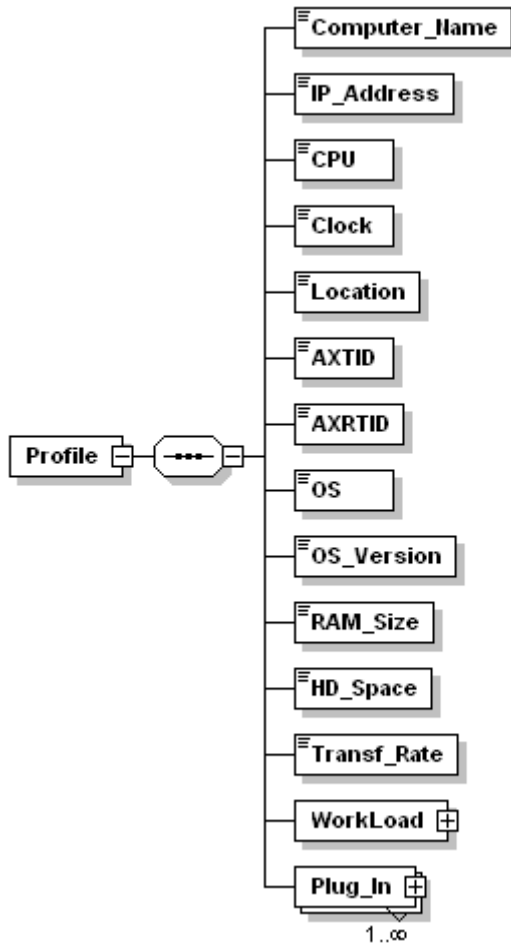 Computer_Name
IP_Address
CPU
Clock
Location
AXTID
AXRTID
Profile
OS
OS_Version
RAM_Size
HD_Space
Transf_Rate
WorkLoad
Plug_In
1..∞